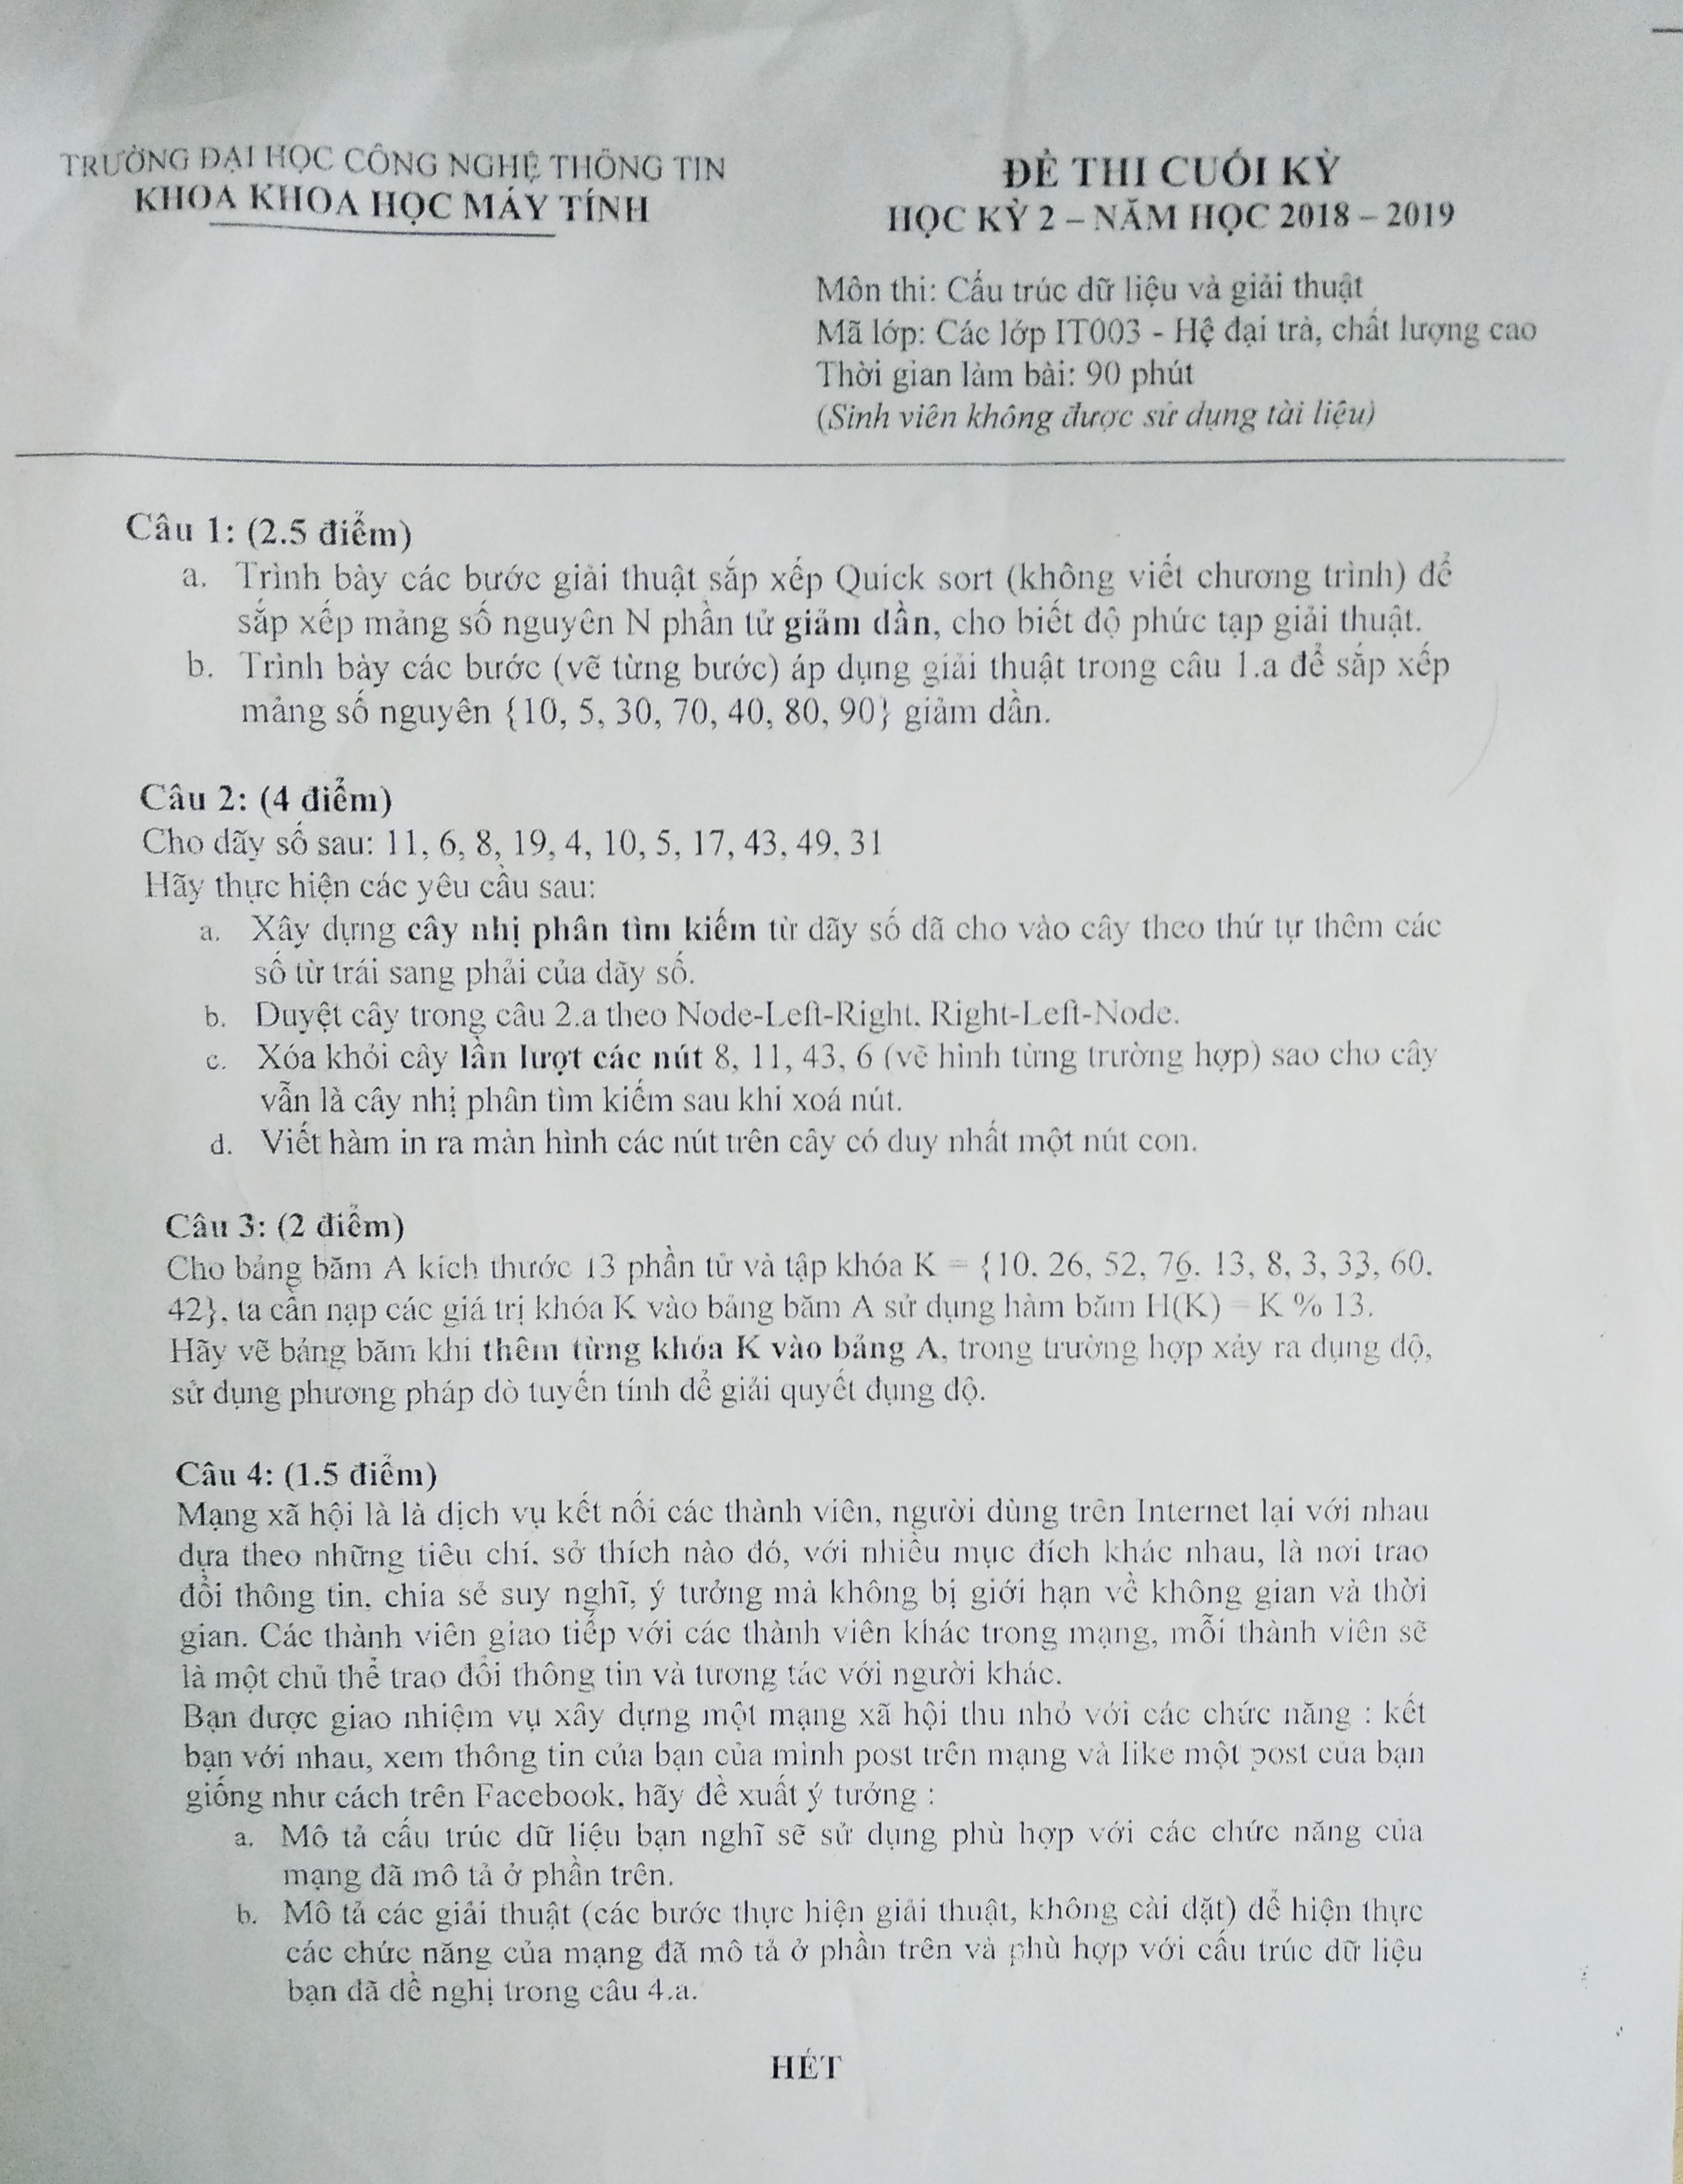 TRƯỜNG ĐẠI HỌC CÔNG NGHỆ THÔNG TIN
KHOA KHOA HỌC MÁY TÍNH
ĐỀ THI CUỐI KỲ
HỌC KỲ 2 – NĂM HỌC 2018 – 2019
Môn thi: Cấu trúc dữ liệu và giải thuật
Mã lớp: Các lớp IT003 - Hệ đại trà, chất lượng cao
Thời gian làm bài: 90 phút
(Sinh viên không được sử dụng tài liệu)
Câu 1: (2.5 điểm)
a. Trình bày các bước giải thuật sắp xếp Quick sort (không viết chương trình) để
sắp xếp mảng số nguyên N phần tử giảm dần, cho biết độ phức tạp giải thuật.
b. Trình bày các bước (vẽ từng bước) áp dụng giải thuật trong câu 1.a để sắp xếp
mảng số nguyên {10, 5, 30, 70, 40, 80, 90} giảm dần.
Câu 2: (4 điểm)
Cho dãy số sau: 11, 6, 8, 19, 4, 10, 5, 17, 43, 49, 31
Hãy thực hiện các yêu cầu sau:
a. Xây dựng cây nhị phân tìm kiếm từ dãy số đã cho vào cây theo thứ tự thêm các
số từ trái sang phải của dãy số.
b. Duyệt cây trong câu 2.a theo Node-Left-Right, Right-Left-Node.
c. Xóa khỏi cây lần lượt các nút 8, 11, 43, 6 (vẽ hình từng trường hợp) sao cho cây
vẫn là cây nhị phân tìm kiếm sau khi xoá nút.
d. Viết hàm in ra màn hình các nút trên cây có duy nhất một nút con.
Câu 3: (2 điểm)
Cho bảng băm A kích thước 13 phần tử và tập khóa K = {10, 26, 52, 76, 13, 8, 3, 33, 60,
42}, ta cần nạp các giá trị khóa K vào bảng băm A sử dụng hàm băm H(K) = K % 13.
Hãy vẽ bảng băm khi thêm từng khóa K vào bảng A, trong trường hợp xảy ra đụng độ,
sử dụng phương pháp dò tuyến tính để giải quyết đụng độ.
Câu 4: (1.5 điểm)
Mạng xã hội là là dịch vụ kết nối các thành viên, người dùng trên Internet lại với nhau
dựa theo những tiêu chí, sở thích nào đó, với nhiều mục đích khác nhau, là nơi trao
đổi thông tin, chia sẻ suy nghĩ, ý tưởng mà không bị giới hạn về không gian và thời
gian. Các thành viên giao tiếp với các thành viên khác trong mạng, mỗi thành viên sẽ
là một chủ thể trao đổi thông tin và tương tác với người khác.
Bạn được giao nhiệm vụ xây dựng một mạng xã hội thu nhỏ với các chức năng : kết
bạn với nhau, xem thông tin của bạn của mình post trên mạng và like một post của bạn
giống như cách trên Facebook, hãy đề xuất ý tưởng :
a. Mô tả cấu trúc dữ liệu bạn nghĩ sẽ sử dụng phù hợp với các chức năng của
mạng đã mô tả ở phần trên.
b. Mô tả các giải thuật (các bước thực hiện giải thuật, không cài đặt) để hiện thực
các chức năng của mạng đã mô tả ở phần trên và phù hợp với cấu trúc dữ liệu
bạn đã đề nghị trong câu 4.a.
HẾT